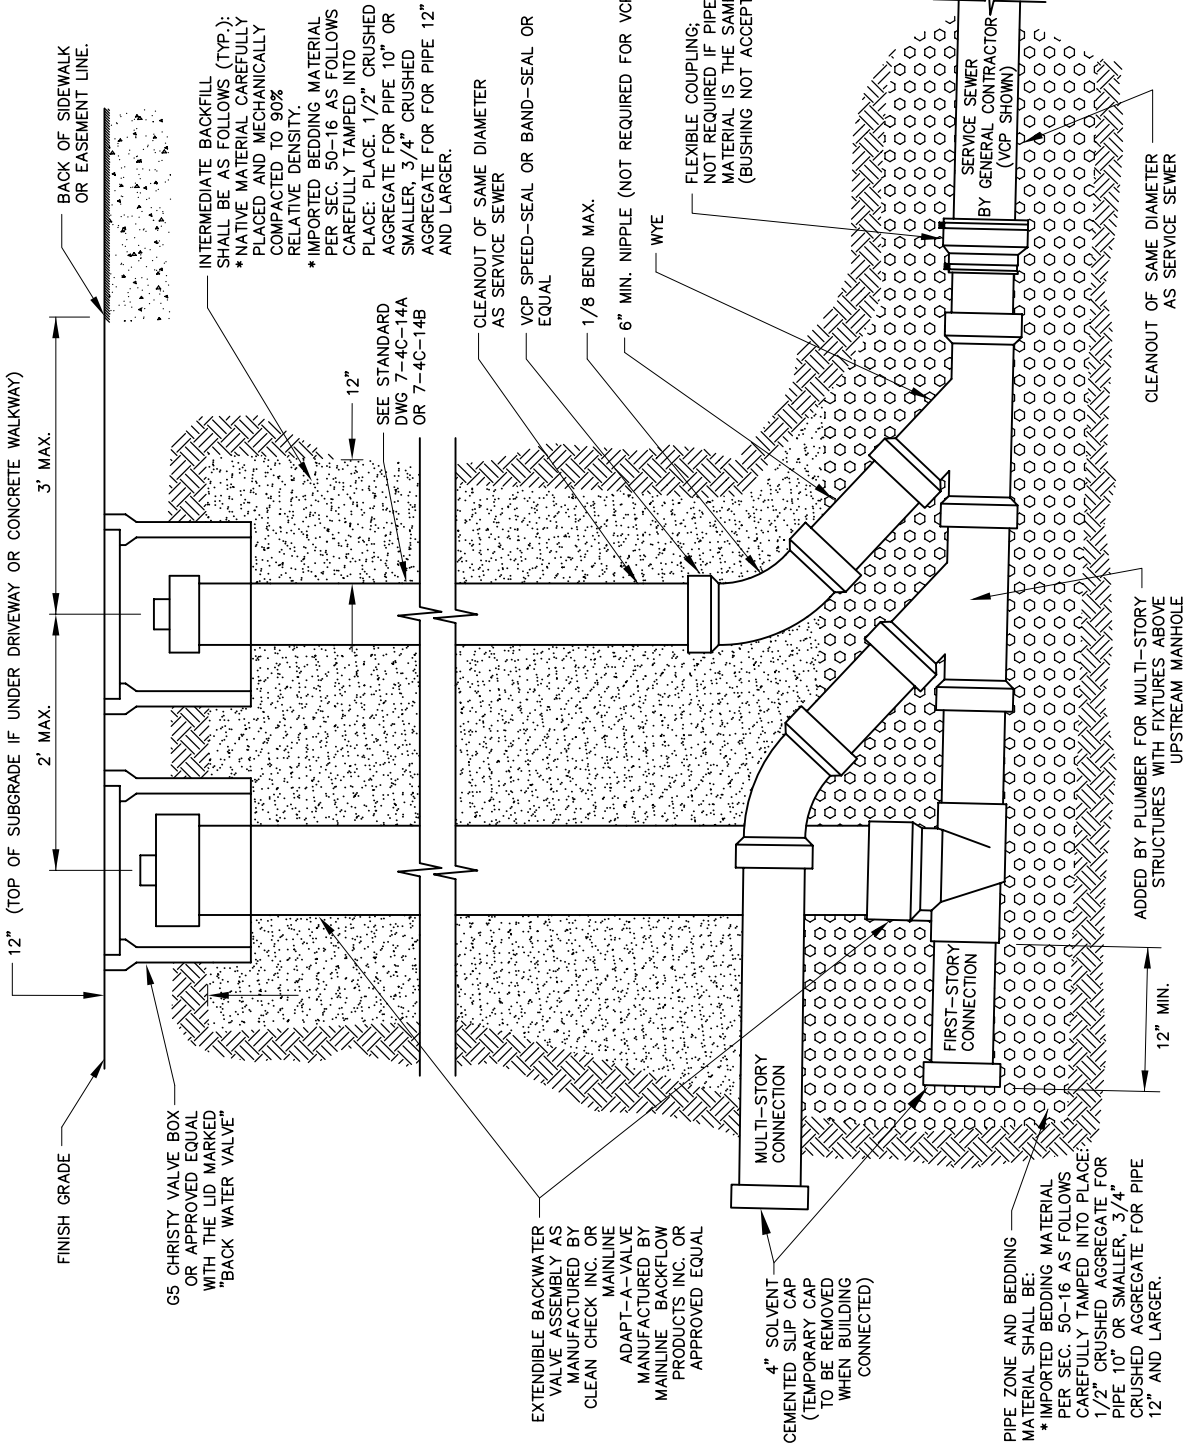 12" (TOP OF SUBGRADE IF UNDER DRIVEWAY OR CONCRETE WALKWAY)
2' MAX.
3' MAX.
FINISH GRADE
BACK OF SIDEWALK
OR EASEMENT LINE.
G5 CHRISTY VALVE BOX
OR APPROVED EQUAL
WITH THE LID MARKED
"BACK WATER VALVE"
INTERMEDIATE BACKFILL
SHALL BE AS FOLLOWS (TYP.):
*NATIVE MATERIAL CAREFULLY
PLACED AND MECHANICALLY
COMPACTED TO 90%
RELATIVE DENSITY.
*IMPORTED BEDDING MATERIAL
PER SEC. 50-16 AS FOLLOWS
CAREFULLY TAMPED INTO
PLACE: PLACE. 1/2" CRUSHED
AGGREGATE FOR PIPE 10" OR
SMALLER, 3/4" CRUSHED
AGGREGATE FOR FOR PIPE 12"
AND LARGER.
12"
SEE STANDARD
DWG 7-4C-14A
OR 7-4C-14B
CLEANOUT OF SAME DIAMETER
AS SERVICE SEWER
VCP SPEED-SEAL OR BAND-SEAL OR
EQUAL
1/8 BEND MAX.
6" MIN. NIPPLE (NOT REQUIRED FOR VCP
WYE
FLEXIBLE COUPLING;
NOT REQUIRED IF PIPE
MATERIAL IS THE SAME
(BUSHING NOT ACCEPT
EXTENDIBLE BACKWATER
VALVE ASSEMBLY AS
MANUFACTURED BY
CLEAN CHECK INC. OR
MAINLINE
ADAPT-A-VALVE
MANUFACTURED BY
MAINLINE BACKFLOW
PRODUCTS INC. OR
APPROVED EQUAL
4" SOLVENT
CEMENTED SLIP CAP
(TEMPORARY CAP
TO BE REMOVED
WHEN BUILDING
CONNECTED)
MULTI-STORY
CONNECTION
FIRST-STORY
CONNECTION
SERVICE SEWER
BY GENERAL CONTRACTOR
(VCP SHOWN)
PIPE ZONE AND BEDDING
MATERIAL SHALL BE:
*IMPORTED BEDDING MATERIAL
PER SEC. 50-16 AS FOLLOWS
CAREFULLY TAMPED INTO PLACE:
1/2" CRUSHED AGGREGATE FOR
PIPE 10" OR SMALLER, 3/4"
CRUSHED AGGREGATE FOR PIPE
12" AND LARGER.
12" MIN.
ADDED BY PLUMBER FOR MULTI-STORY
STRUCTURES WITH FIXTURES ABOVE
UPSTREAM MANHOLE
CLEANOUT OF SAME DIAMETER
AS SERVICE SEWER